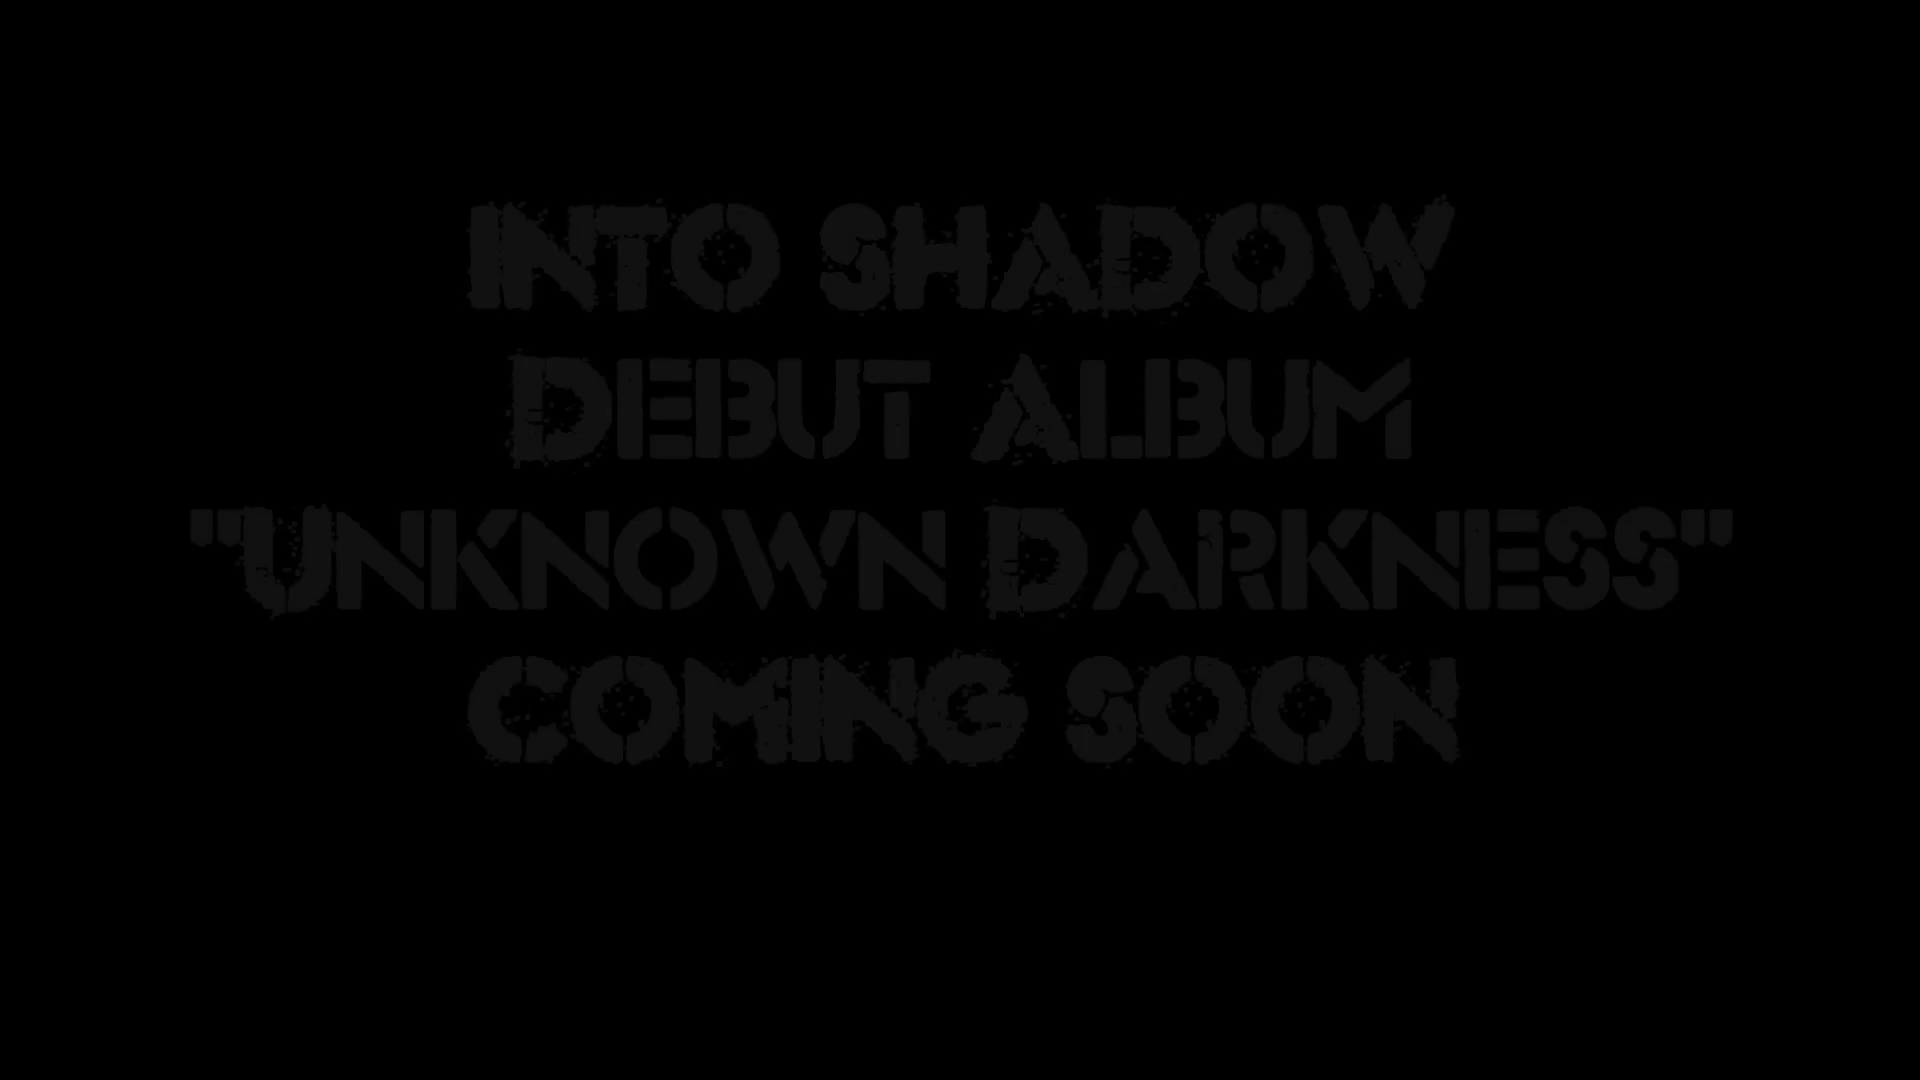 Into Shadow
Debut Album
"Unknown Darkness"
COMING SOON